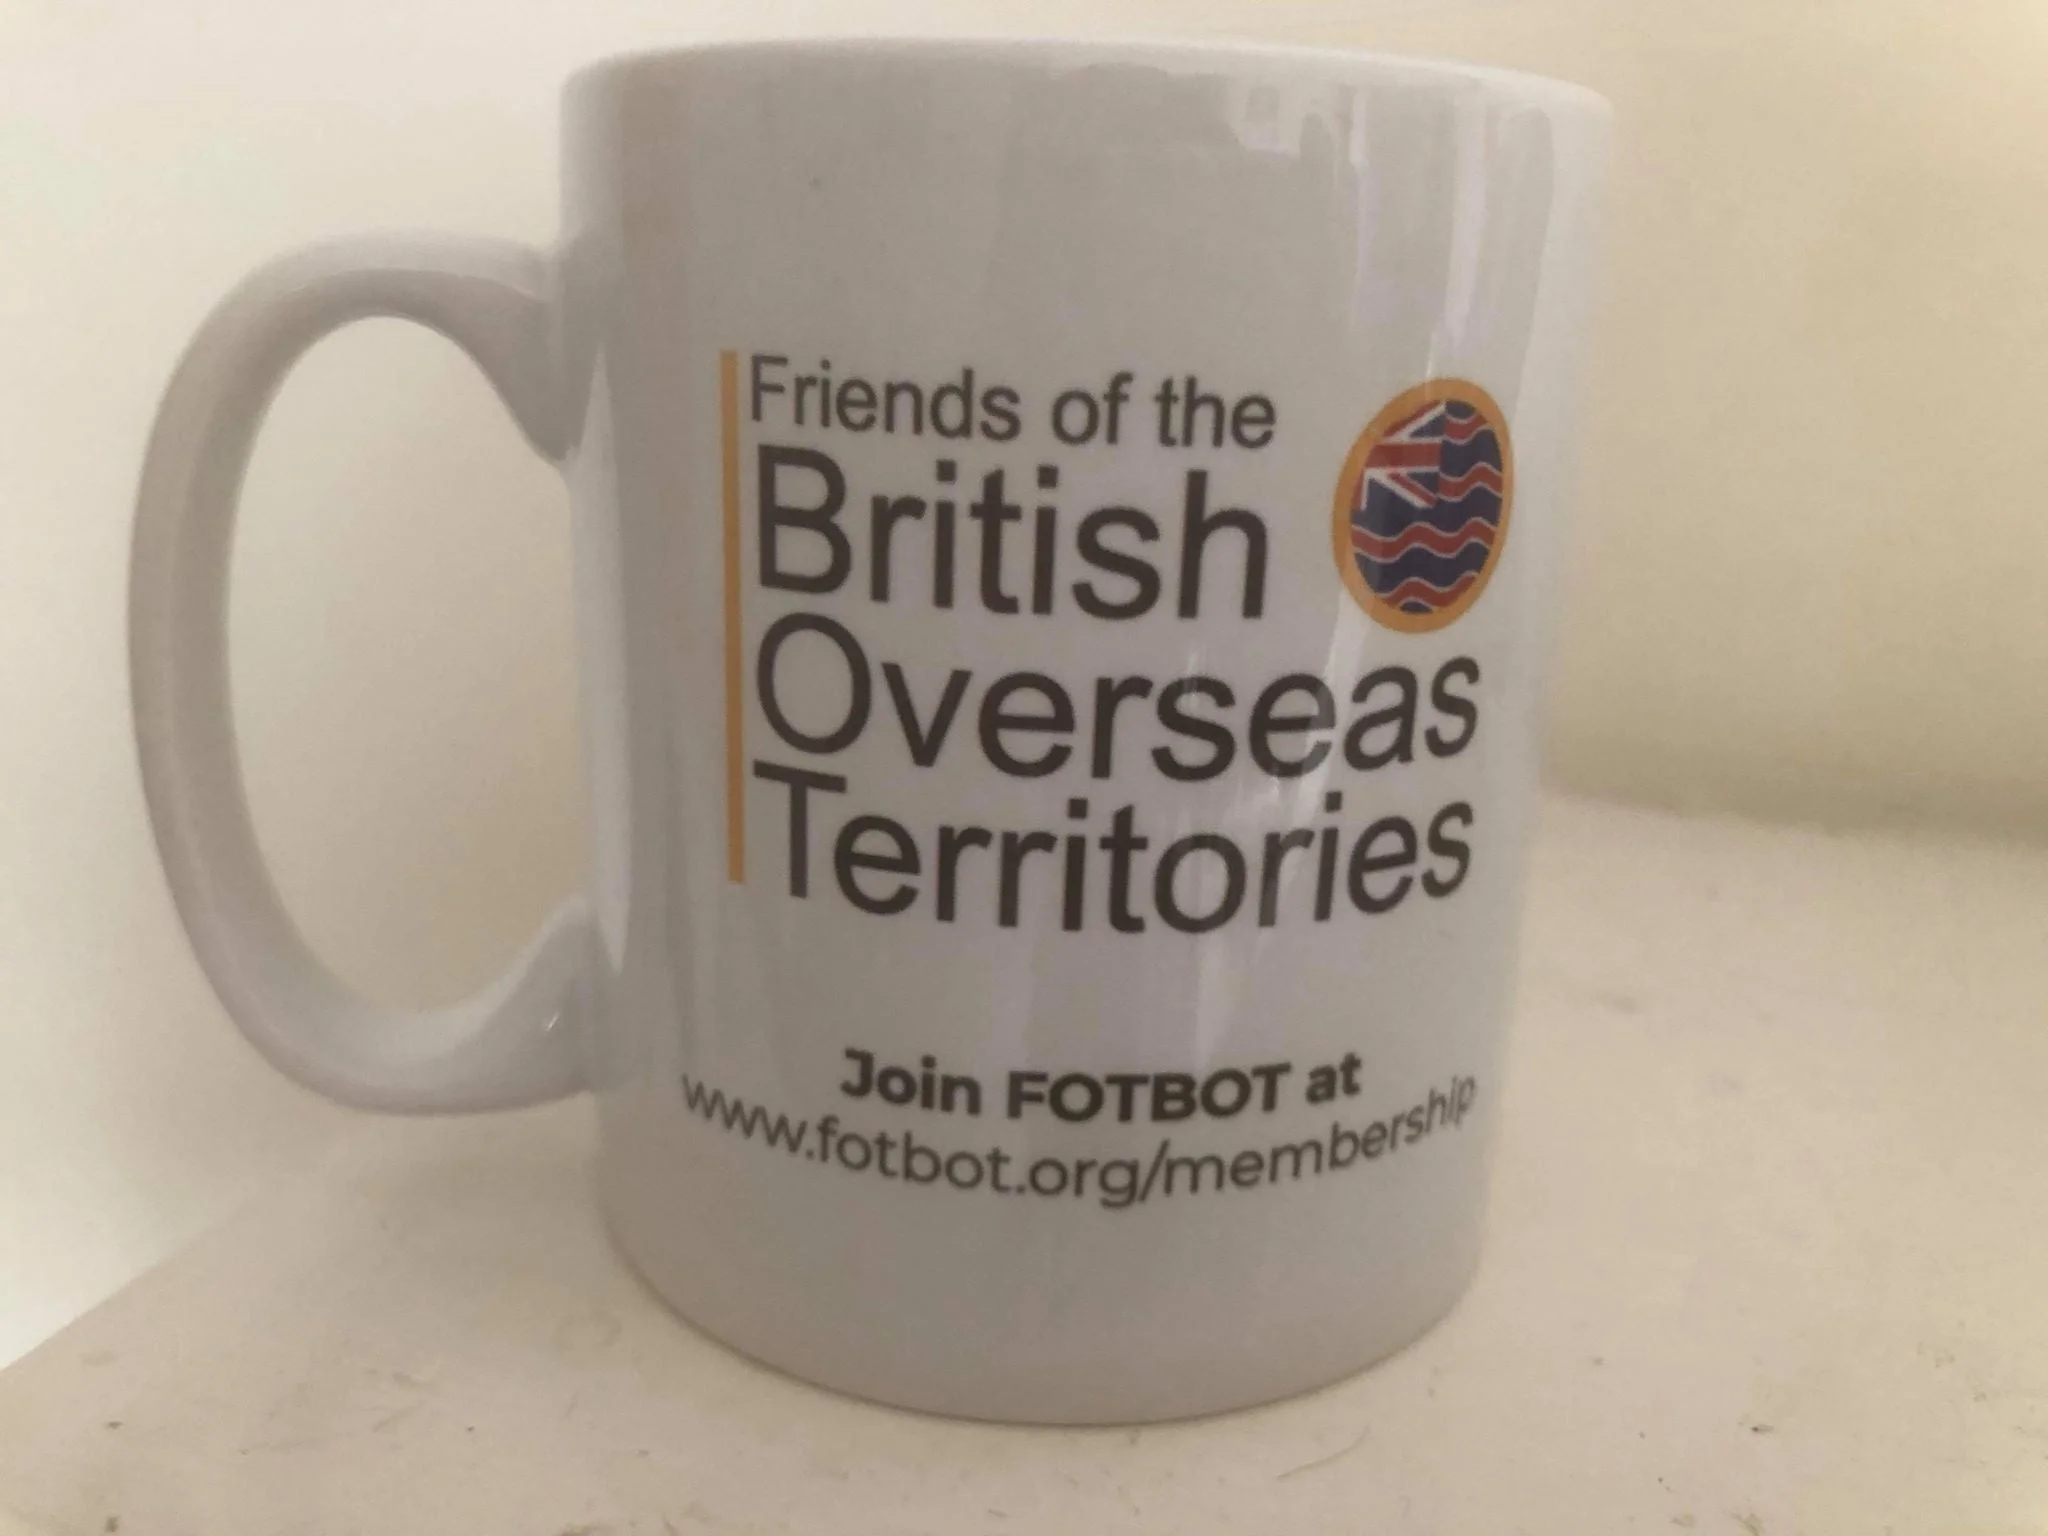 Friends of the
British
Overseas
Territories
Join FOTBOT at
www.fotbot.org/membership